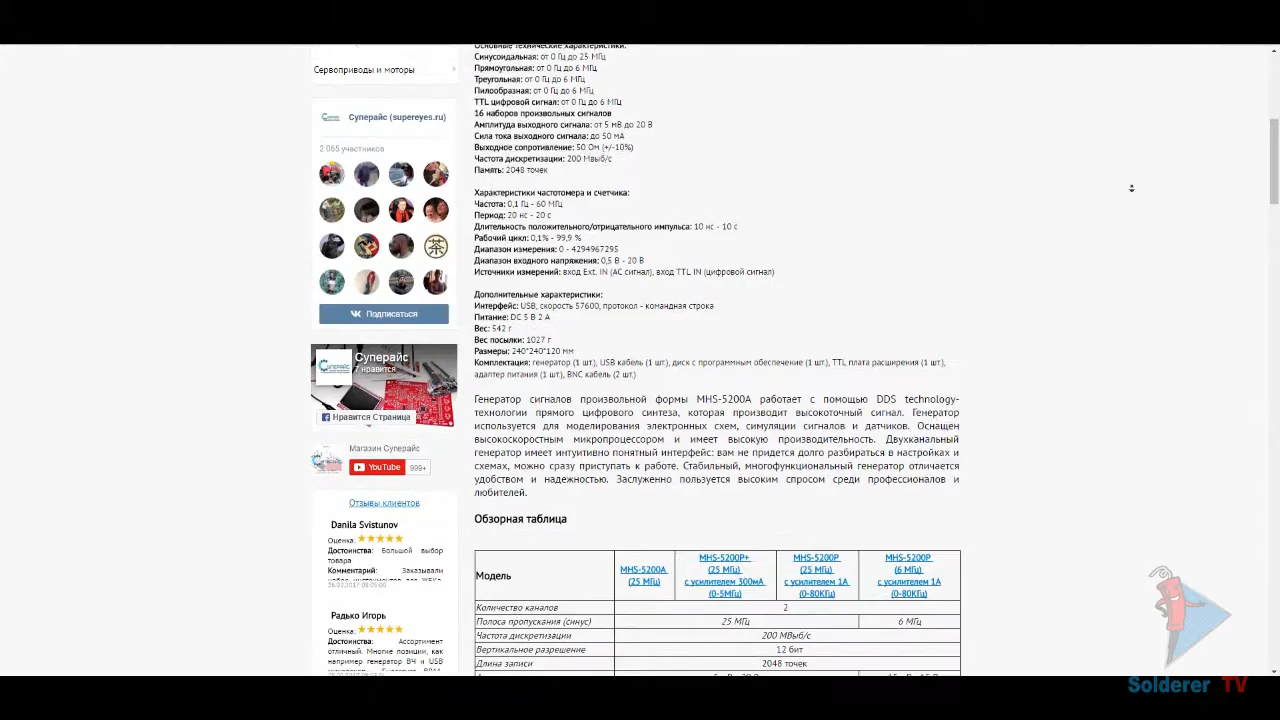 Сервоприводы и моторы
Суперайс (supereyes.ru)
2 065 участников
茶
Подписаться
Суперайс
7 нравится
Суперайс
Нравится Страница
Магазин Суперайс
YouTube 999+
Отзывы клиентов
Danila Svistunov
Оценка:
Достоинства: Большой выбор
товара
Комментарий: Заказывали
Радько Игорь
Оценка:
Достоинства: Ассортимент
отличный. Многие позиции, как
например генератор ВЧ и USB
Основные технические характеристики:
Синусоидальная: от 0 Гц до 25 МГц
Прямоугольная: от 0 Гц до 6 МГц
Треугольная: от 0 Гц до 6 МГц
Пилообразная: от 0 Гц до 6 МГц
TTL цифровой сигнал: от 0 Гц до 6 МГц
16 наборов произвольных сигналов
Амплитуда выходного сигнала: от 5 мВ до 20 В
Сила тока выходного сигнала: до 50 мА
Выходное сопротивление: 50 Ом (+/-10%)
Частота дискретизации: 200 Мвыб/с
Память: 2048 точек
Характеристики частотомера и счетчика:
Частота: 0,1 Гц - 60 МГц
Период: 20 нс - 20 с
Длительность положительного/отрицательного импульса: 10 нс - 10 с
Рабочий цикл: 0,1% - 99,9 %
Диапазон измерения: 0 - 4294967295
Диапазон входного напряжения: 0,5 В - 20 В
Источники измерений: вход Ext. IN (AC сигнал), вход TTL IN (цифровой сигнал)
Дополнительные характеристики:
Интерфейс: USB, скорость 57600, протокол - командная строка
Питание: DC 5 В 2 А
Вес: 542 г
Вес посылки: 1027 г
Размеры: 240*240*120 мм
Комплектация: генератор (1 шт.), USB кабель (1 шт.), диск с программным обеспечение (1 шт.), TTL плата расширения (1 шт.),
адаптер питания (1 шт.), BNC кабель (2 шт.)
Генератор сигналов произвольной формы MHS-5200A работает с помощью DDS technology-
технологии прямого цифрового синтеза, которая производит высокоточный сигнал. Генератор
используется для моделирования электронных схем, симуляции сигналов и датчиков. Оснащен
высокоскоростным микропроцессором и имеет высокую производительность. Двухканальный
генератор имеет интуитивно понятный интерфейс: вам не придется долго разбираться в настройках и
схемах, можно сразу приступать к работе. Стабильный, многофункциональный генератор отличается
удобством и надежностью. Заслуженно пользуется высоким спросом среди профессионалов и
любителей.
Обзорная таблица
Модель
MHS-5200A
(25 МГц)
MHS-5200P+
(25 МГц)
с усилителем 300мА
(0-5МГц)
MHS-5200P
(25 МГц)
с усилителем 1А
(0-80КГц)
MHS-5200P
(6 МГц)
с усилителем 1А
(0-80КГц)
Количество каналов 2
Полоса пропускания (синус) 25 МГц 6 МГц
Частота дискретизации 200 МВыб/с
Вертикальное разрешение 12 бит
Длина записи 2048 точек
Solderer TV